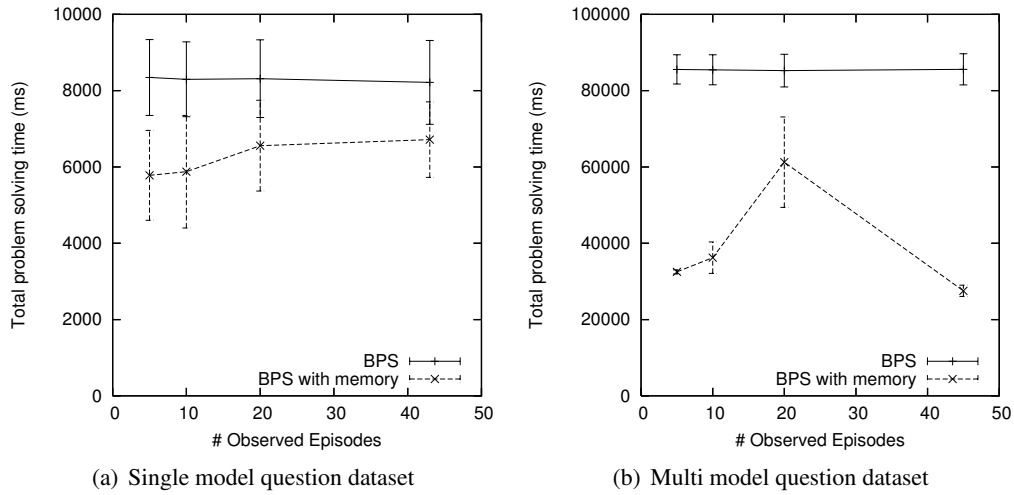 10000
8000
6000
4000
2000
0
0 10 20 30 40 50
Total problem solving time (ms)
# Observed Episodes
BPS
BPS with memory
(a) Single model question dataset
100000
80000
60000
40000
20000
0
0 10 20 30 40 50
Total problem solving time (ms)
# Observed Episodes
BPS
BPS with memory
(b) Multi model question dataset